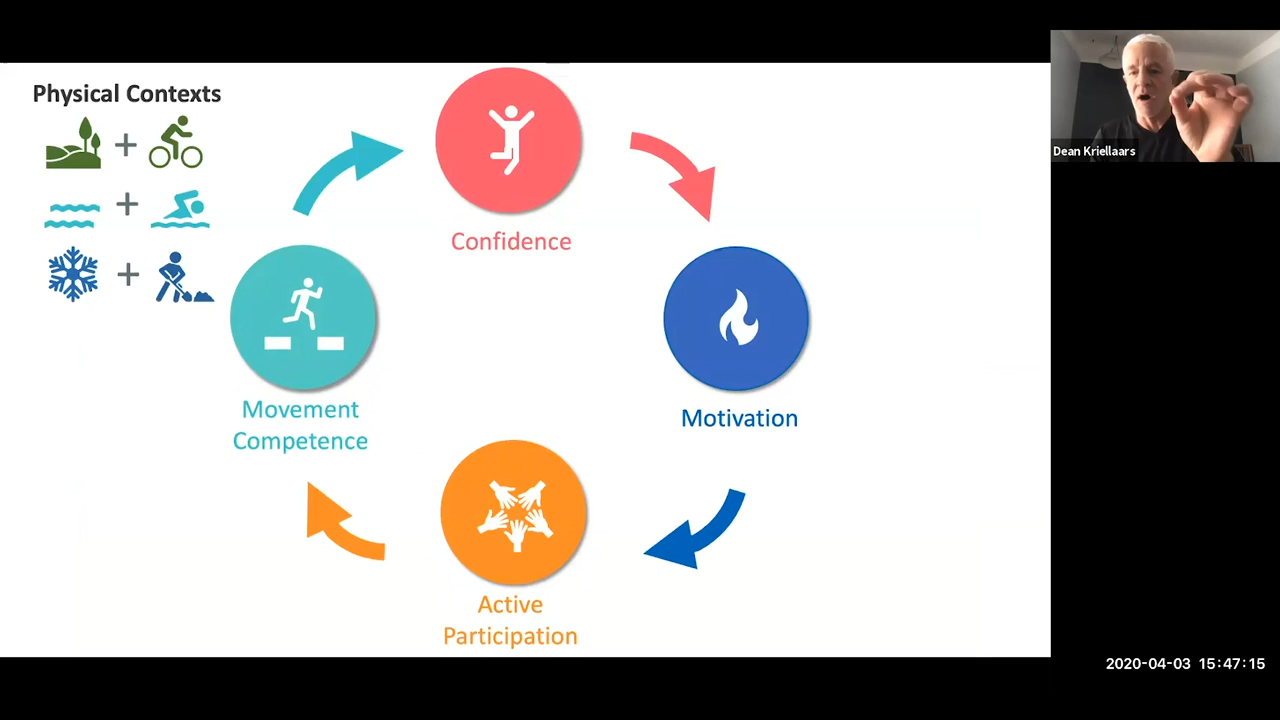 Physical Contexts
Confidence
Movement
Competence
Motivation
Active
Participation
Dean Kriellaars
2020-04-03 15:47:15